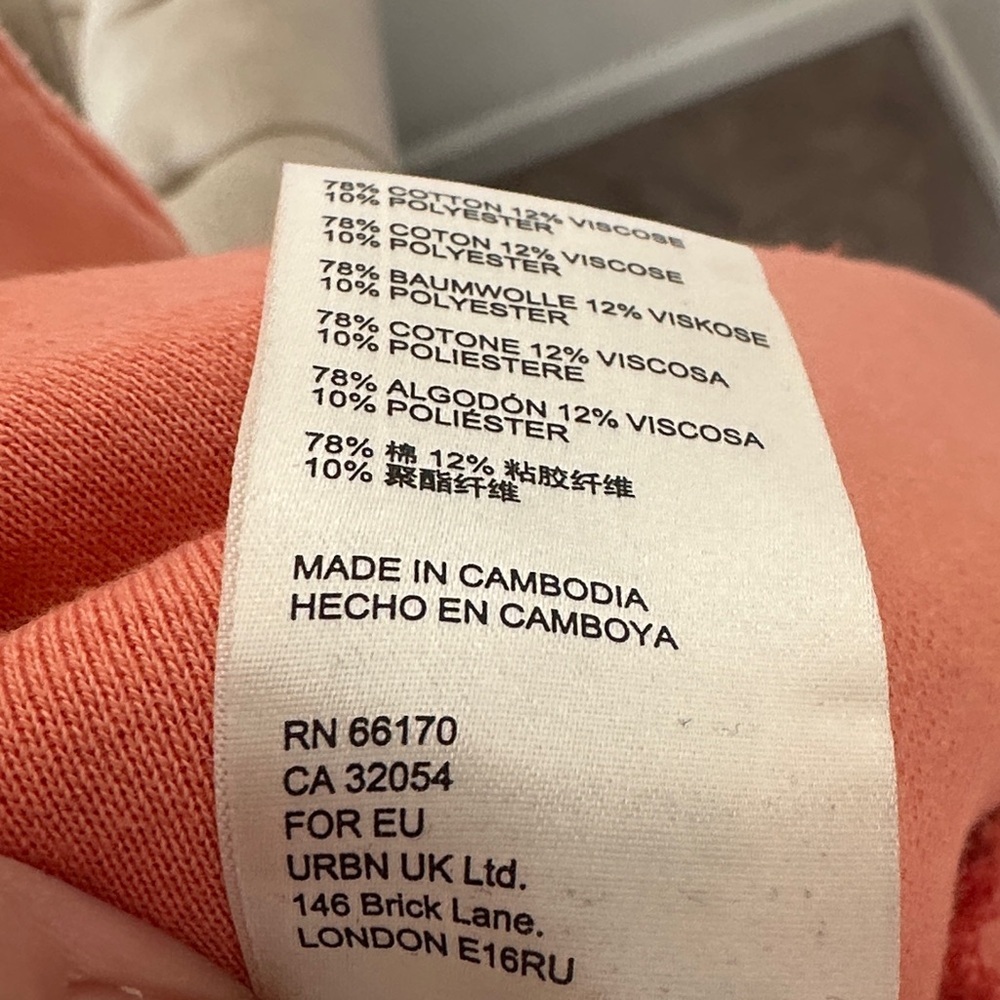 78% COTTON 12% VISCOSE
10% POLYESTER
78% COTON 12% VISCOSE
10% POLYESTER
78% BAUMWOLLE 12% VISKOSE
10% POLYESTER
78% COTONE 12% VISCOSA
10% POLIESTERE
78% ALGODÓN 12% VISCOSA
10% POLIÉSTER
78% 棉 12% 粘胶纤维
10% 聚酯纤维
MADE IN CAMBODIA
HECHO EN CAMBOYA
RN 66170
CA 32054
FOR EU
URBN UK Ltd.
146 Brick Lane.
LONDON E16RU